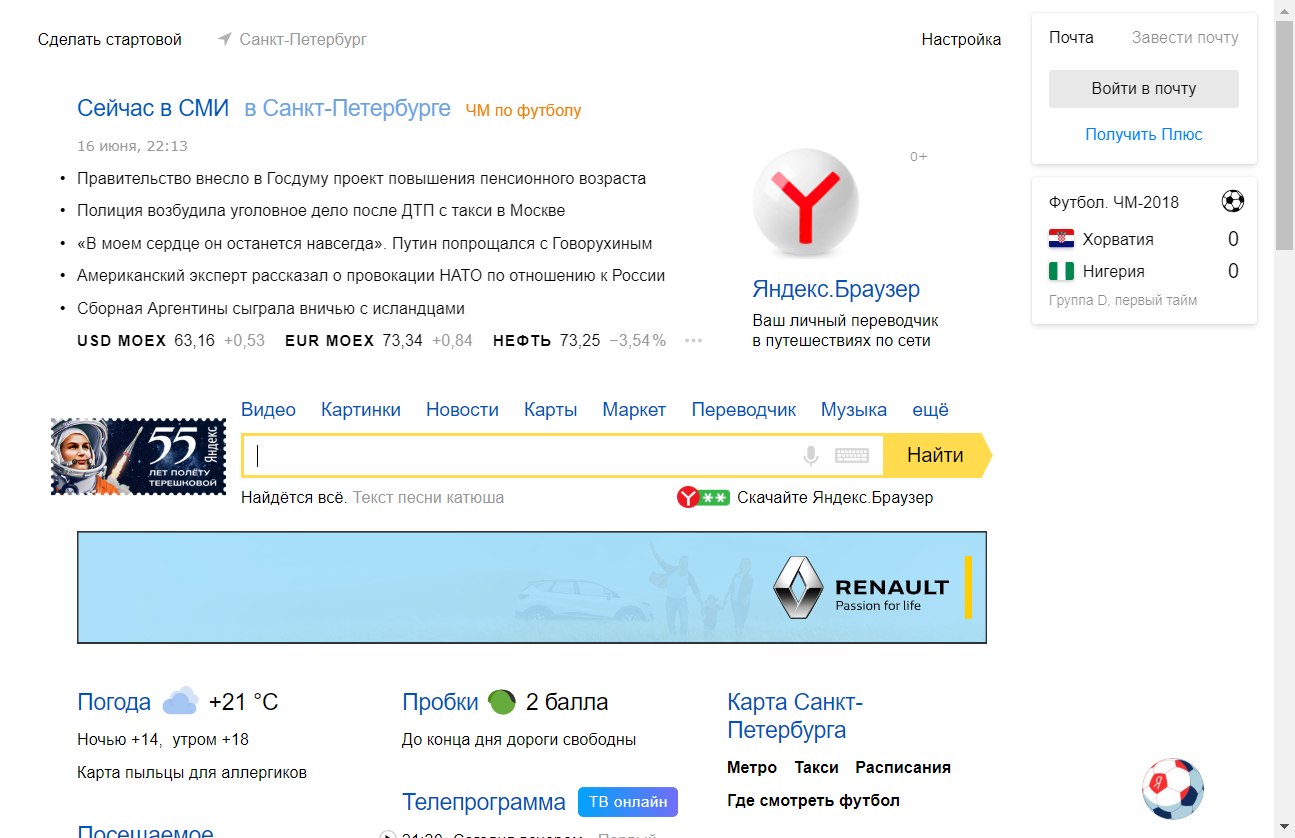 Сделать стартовой Санкт-Петербург Настройка
Почта Завести почту
Войти в почту
Получить Плюс
Сейчас в СМИ в Санкт-Петербурге ЧМ по футболу
16 июня, 22:13
• Правительство внесло в Госдуму проект повышения пенсионного возраста
• Полиция возбудила уголовное дело после ДТП с такси в Москве
• «В моем сердце он останется навсегда». Путин попрощался с Говорухиным
• Американский эксперт рассказал о провокации НАТО по отношению к России
• Сборная Аргентины сыграла вничью с исландцами
USD MOEX 63,16 +0,53 EUR MOEX 73,34 +0,84 НЕФТЬ 73,25 −3,54%
0+
Яндекс.Браузер
Ваш личный переводчик
в путешествиях по сети
Футбол. ЧМ-2018
Хорватия 0
Нигерия 0
Группа D, первый тайм
Видео Картинки Новости Карты Маркет Переводчик Музыка ещё
55
Яндекс
ЛЕТ ПОЛЁТУ
ТЕРЕШКОВОЙ
Найти
Найдётся всё. Текст песни катюша
Скачайте Яндекс.Браузер
RENAULT
Passion for life
Погода +21 °C
Ночью +14, утром +18
Карта пыльцы для аллергиков
Посещаемое
Пробки 2 балла
До конца дня дороги свободны
Телепрограмма ТВ онлайн
21:20 Сегодня вечером Первый
Карта Санкт-
Петербурга
Метро Такси Расписания
Где смотреть футбол
Я